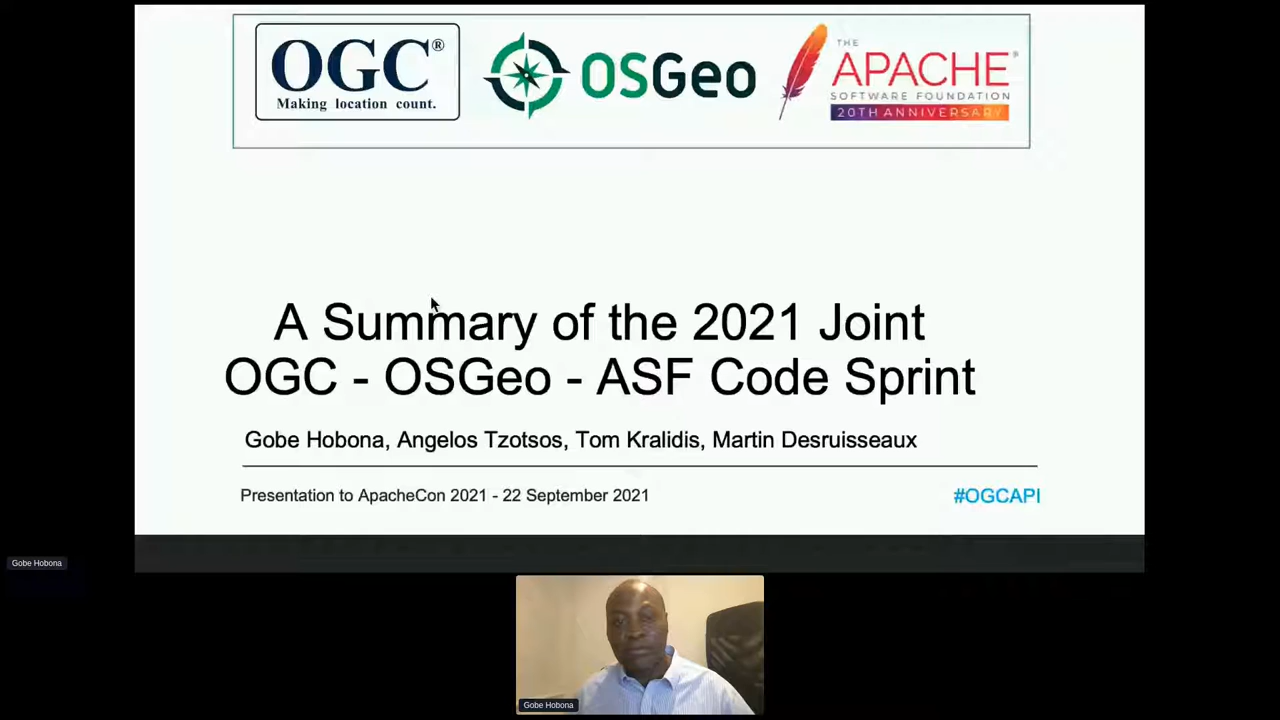 OGC®
Making location count.
OSGeo
THE
APACHE®
SOFTWARE FOUNDATION
20TH ANNIVERSARY
A Summary of the 2021 Joint
OGC - OSGeo - ASF Code Sprint
Gobe Hobona, Angelos Tzotsos, Tom Kralidis, Martin Desruisseaux
Presentation to ApacheCon 2021 - 22 September 2021
#OGCAPI
Gobe Hobona
Gobe Hobona